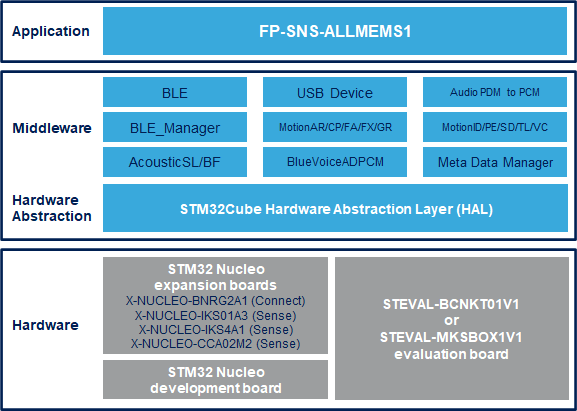 Application
FP-SNS-ALLMEMS1
Middleware
BLE
USB Device
Audio PDM to PCM
BLE_Manager
MotionAR/CP/FA/FX/GR
MotionID/PE/SD/TL/VC
AcousticSL/BF
BlueVoiceADPCM
Meta Data Manager
Hardware
Abstraction
STM32Cube Hardware Abstraction Layer (HAL)
Hardware
STM32 Nucleo
expansion boards
X-NUCLEO-BNRG2A1 (Connect)
X-NUCLEO-IKS01A3 (Sense)
X-NUCLEO-IKS4A1 (Sense)
X-NUCLEO-CCA02M2 (Sense)
STM32 Nucleo
development board
STEVAL-BCNKT01V1
or
STEVAL-MKSBOX1V1
evaluation board